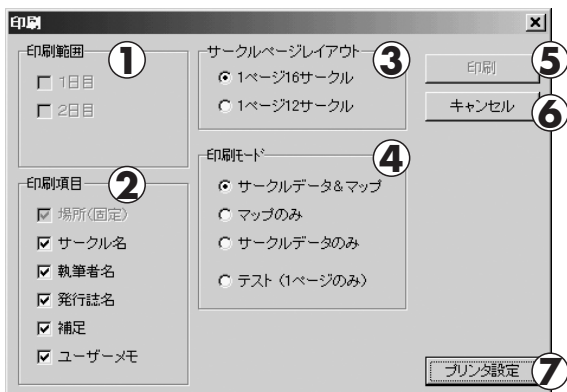 印刷
印刷範囲
①
1日目
2日目
印刷項目
②
場所(固定)
サークル名
執筆者名
発行誌名
補足
ユーザーメモ
サークルページレイアウト
③
1ページ16サークル
1ページ12サークル
印刷モード
④
サークルデータ&マップ
マップのみ
サークルデータのみ
テスト (1ページのみ)
印刷
⑤
キャンセル
⑥
プリンタ設定
⑦